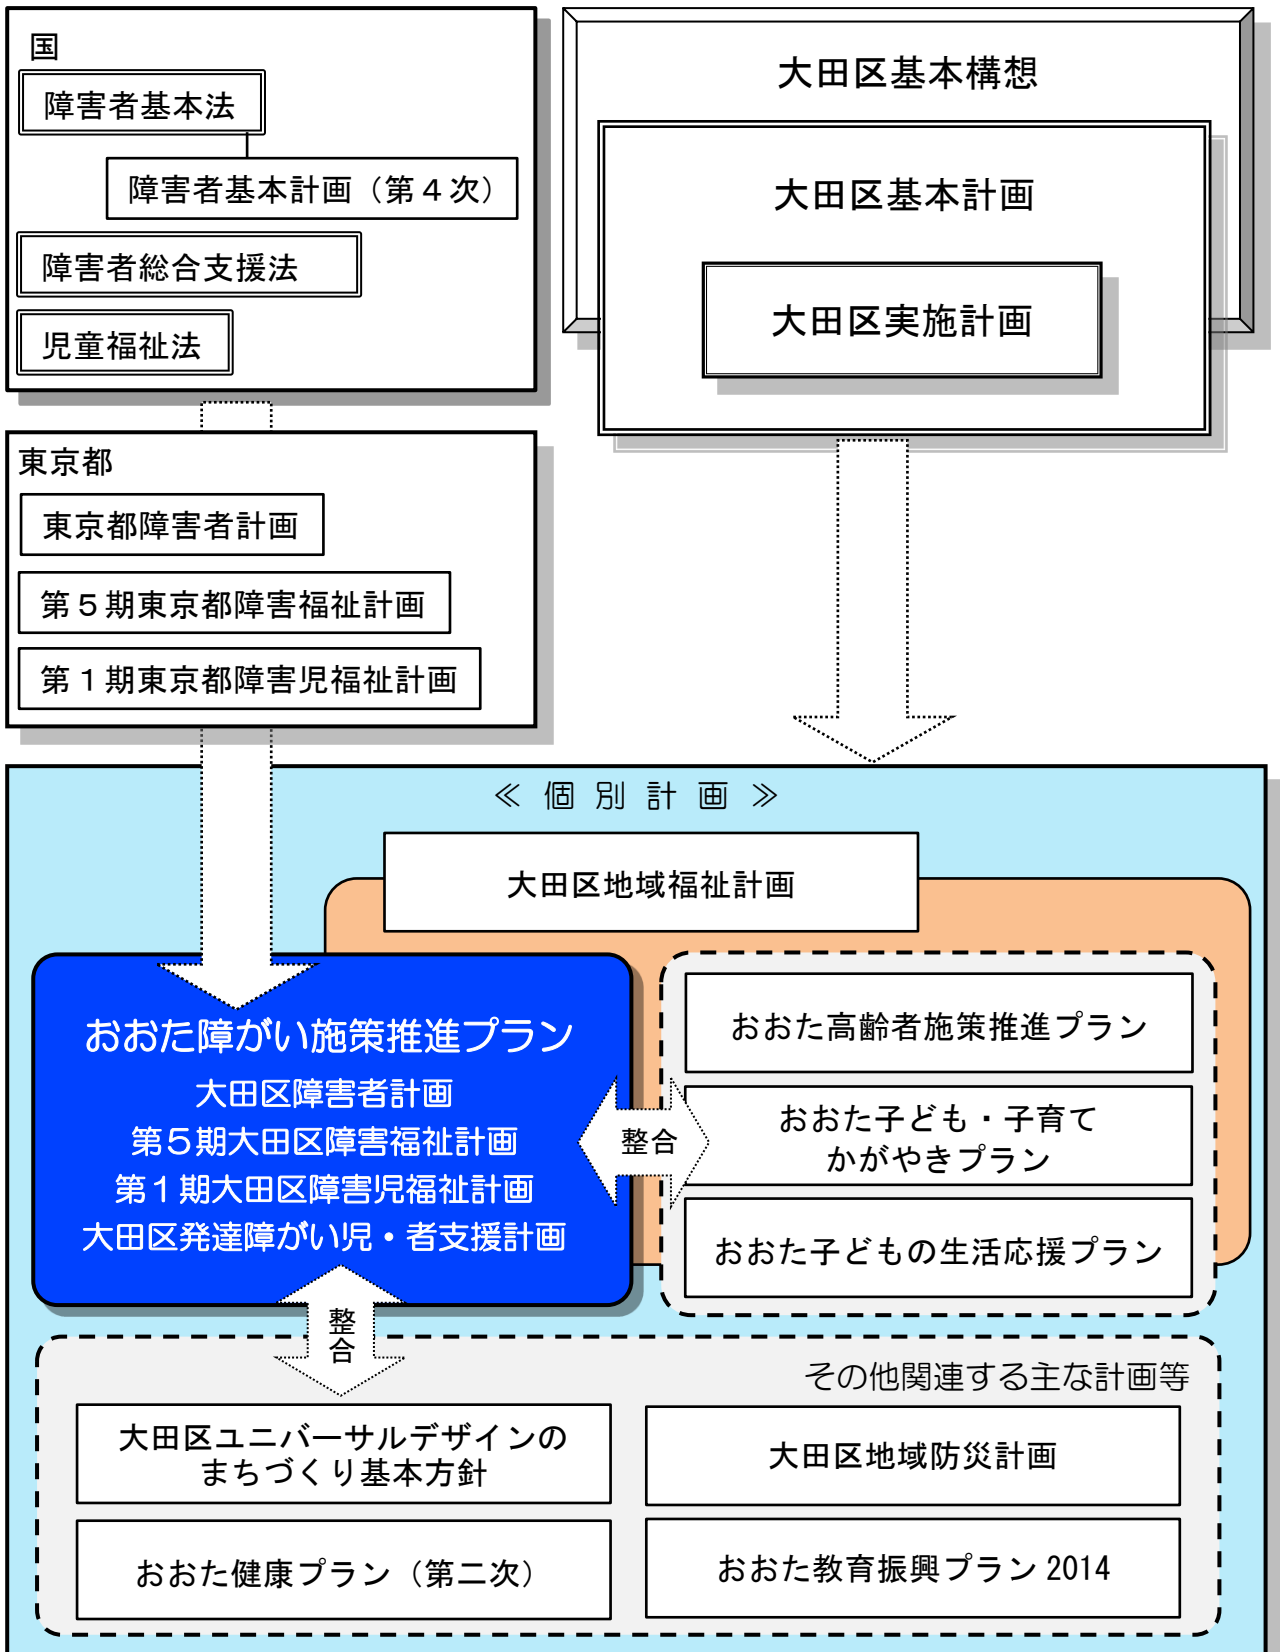 国
障害者基本法
障害者基本計画（第４次）
障害者総合支援法
児童福祉法
大田区基本構想
大田区基本計画
大田区実施計画
東京都
東京都障害者計画
第５期東京都障害福祉計画
第１期東京都障害児福祉計画
≪個別計画≫
大田区地域福祉計画
おおた障がい施策推進プラン
大田区障害者計画
第５期大田区障害福祉計画
第１期大田区障害児福祉計画
大田区発達障がい児・者支援計画
整合
おおた高齢者施策推進プラン
おおた子ども・子育て
かがやきプラン
おおた子どもの生活応援プラン
整
合
その他関連する主な計画等
大田区ユニバーサルデザインの
まちづくり基本方針
大田区地域防災計画
おおた健康プラン（第二次）
おおた教育振興プラン 2014